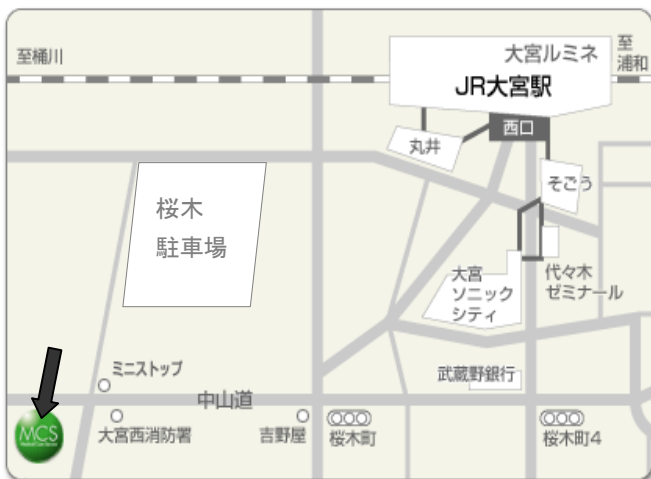 至桶川
大宮ルミネ
至
浦和
JR大宮駅
西口
丸井
そごう
桜木
駐車場
大宮
ソニック
シティ
代々木
ゼミナール
ミニストップ
武蔵野銀行
中山道
MCS
大宮西消防署
吉野屋
桜木町
桜木町4